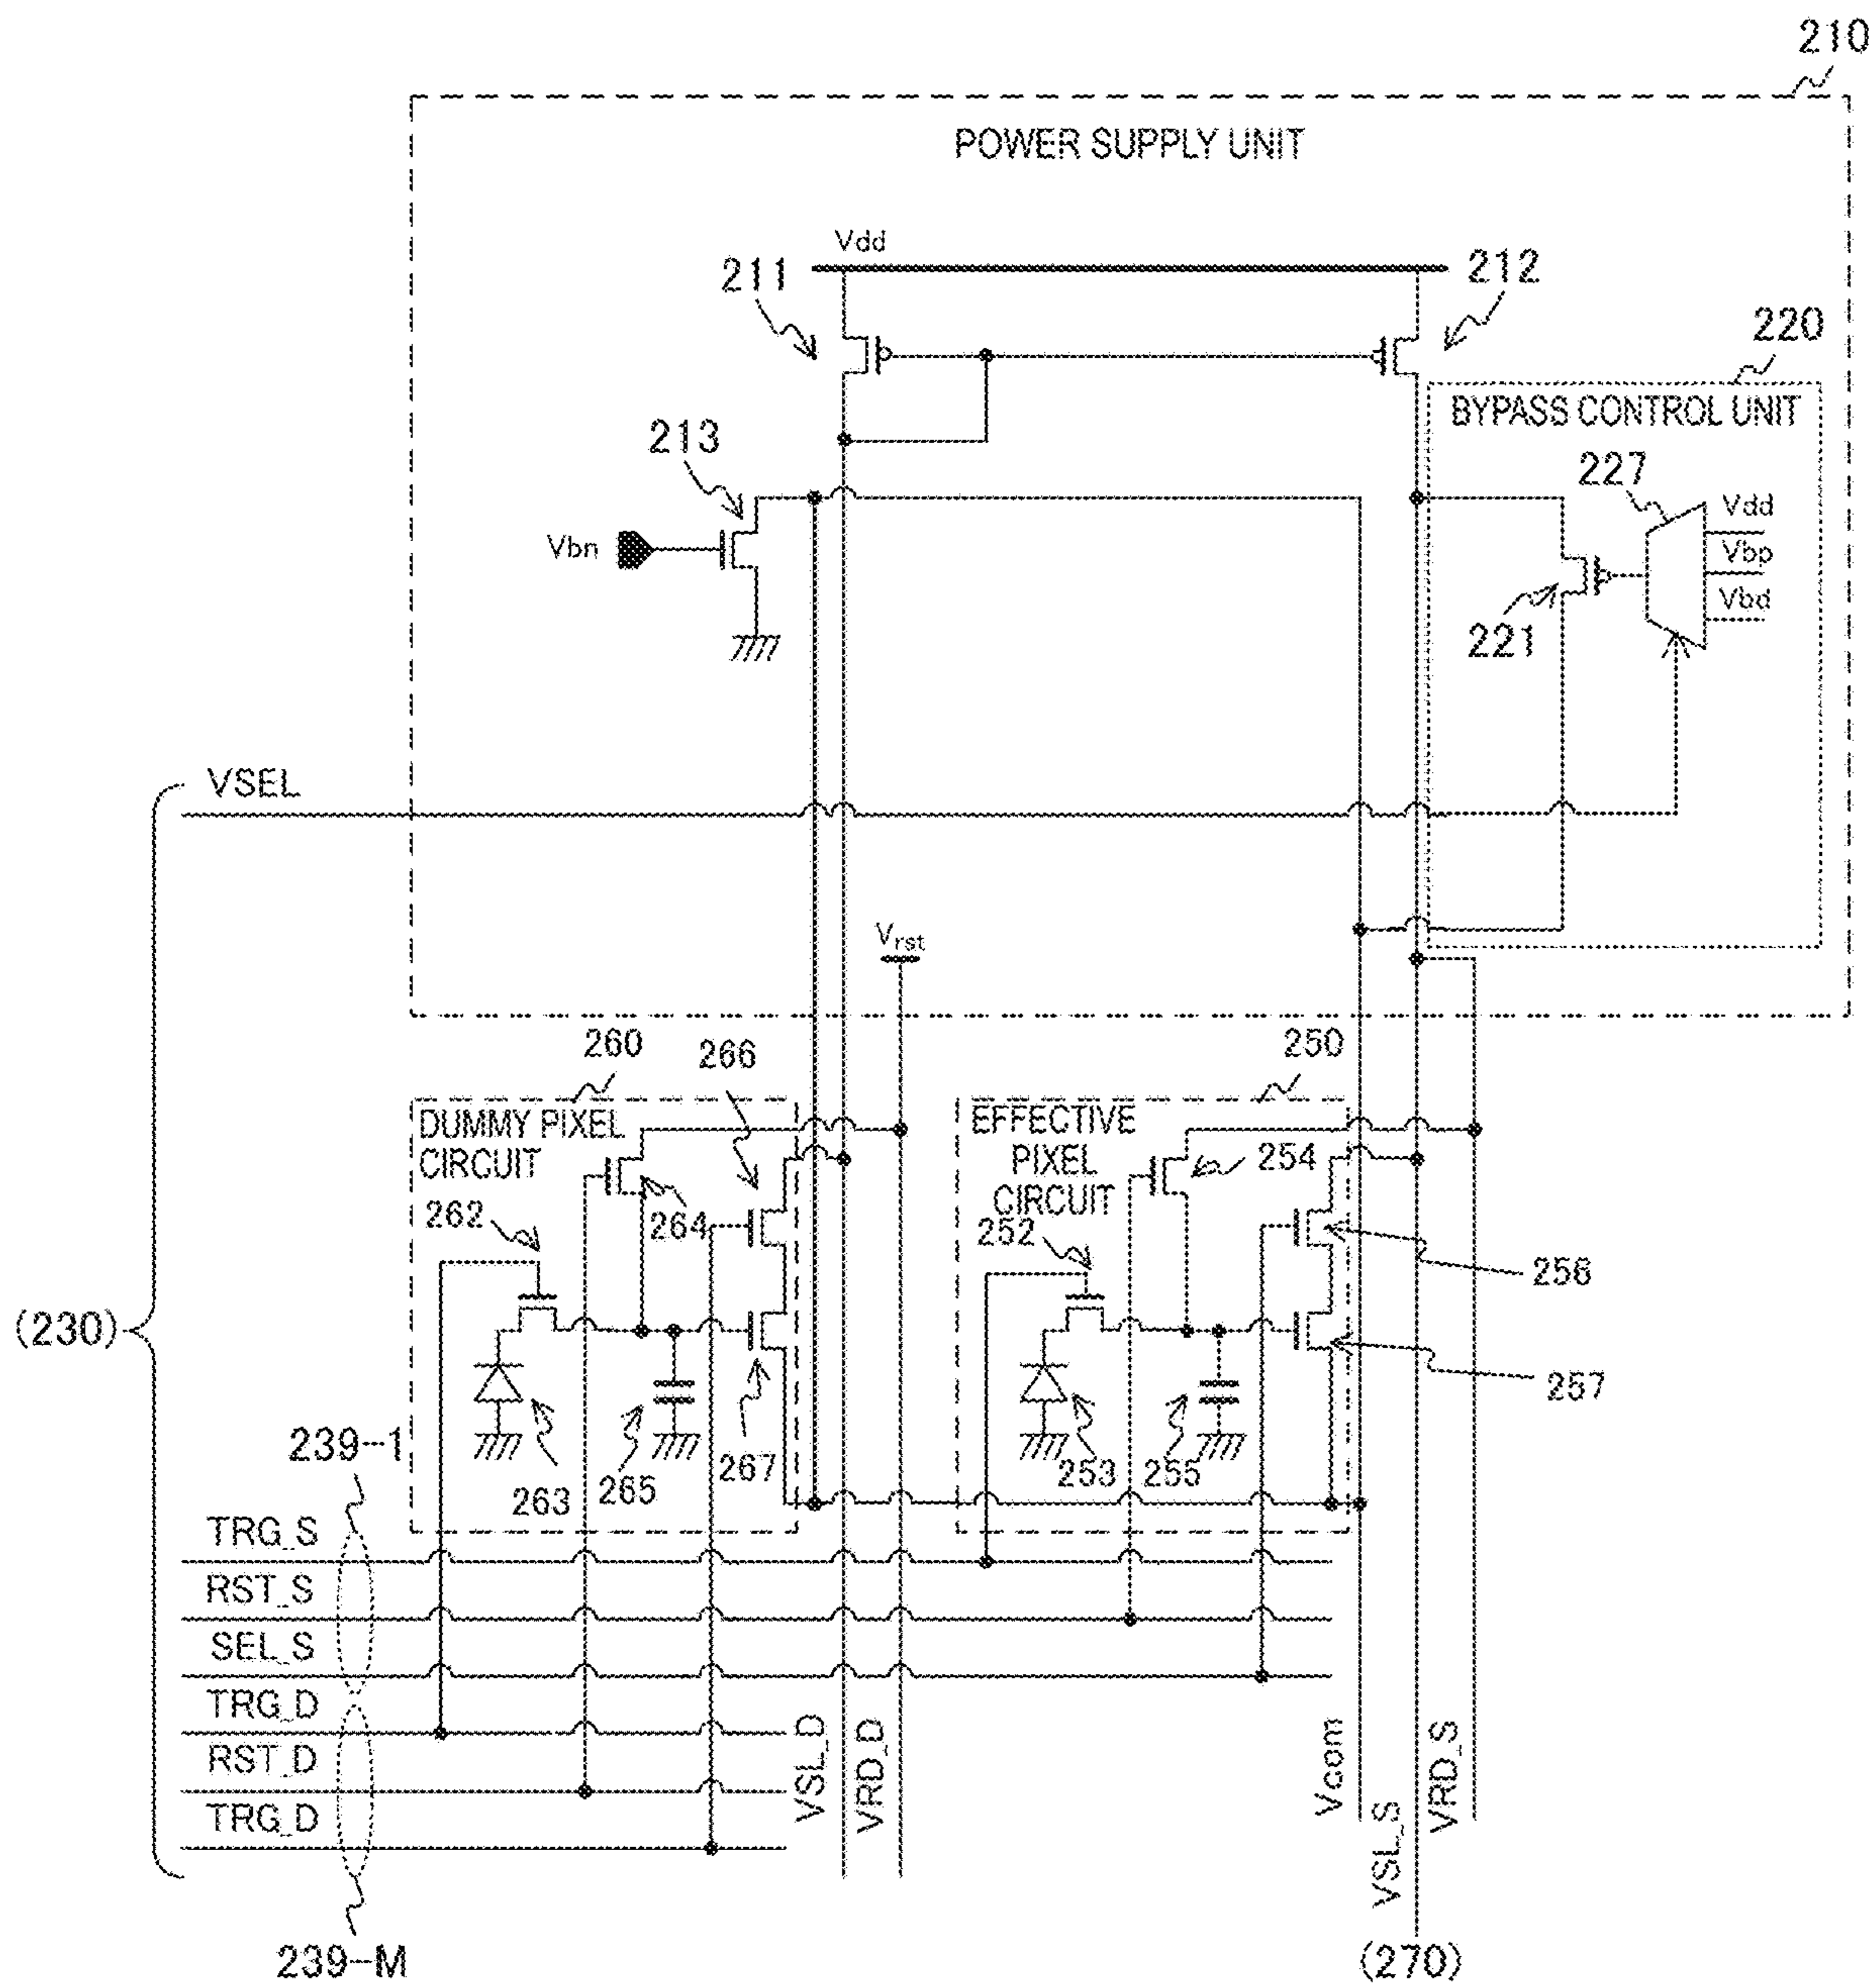 210
POWER SUPPLY UNIT
Vdd
211
212
220
BYPASS CONTROL UNIT
213
227
Vdd
Vbn
Vbp
Vbd
221
VSEL
Vrst
260
266
250
DUMMY PIXEL
CIRCUIT
EFFECTIVE
PIXEL
CIRCUIT
254
262
264
252
256
(230)
257
239-1
263
265
267
253
255
TRG_S
RST_S
SEL_S
TRG_D
RST_D
TRG_D
VSL_D
VRD_D
Vcom
VSL_S
VRD_S
239-M
(270)